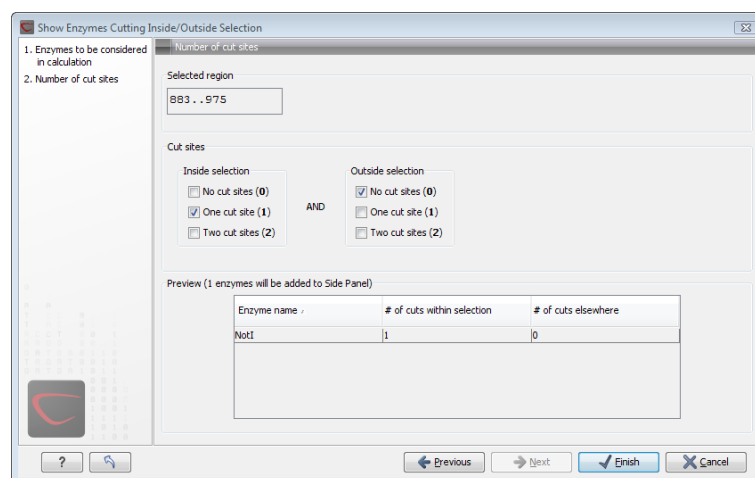 Show Enzymes Cutting Inside/Outside Selection
1. Enzymes to be considered
in calculation
2. Number of cut sites
Number of cut sites
Selected region
883..975
Cut sites
Inside selection
No cut sites (0)
One cut site (1)
Two cut sites (2)
AND
Outside selection
No cut sites (0)
One cut site (1)
Two cut sites (2)
Preview (1 enzymes will be added to Side Panel)
Enzyme name # of cuts within selection # of cuts elsewhere
NotI 1 0
? Previous Next Finish Cancel